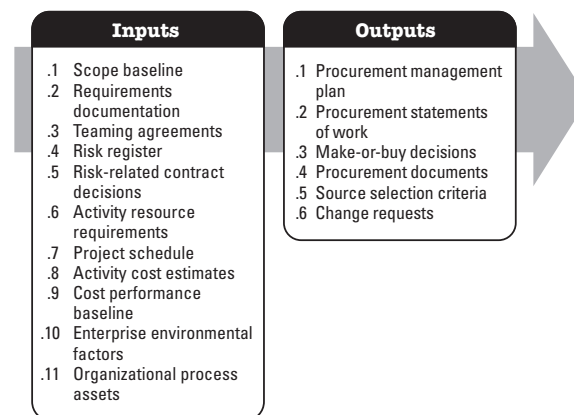 Inputs
.1 Scope baseline
.2 Requirements
documentation
.3 Teaming agreements
.4 Risk register
.5 Risk-related contract
decisions
.6 Activity resource
requirements
.7 Project schedule
.8 Activity cost estimates
.9 Cost performance
baseline
.10 Enterprise environmental
factors
.11 Organizational process
assets
Outputs
.1 Procurement management
plan
.2 Procurement statements
of work
.3 Make-or-buy decisions
.4 Procurement documents
.5 Source selection criteria
.6 Change requests